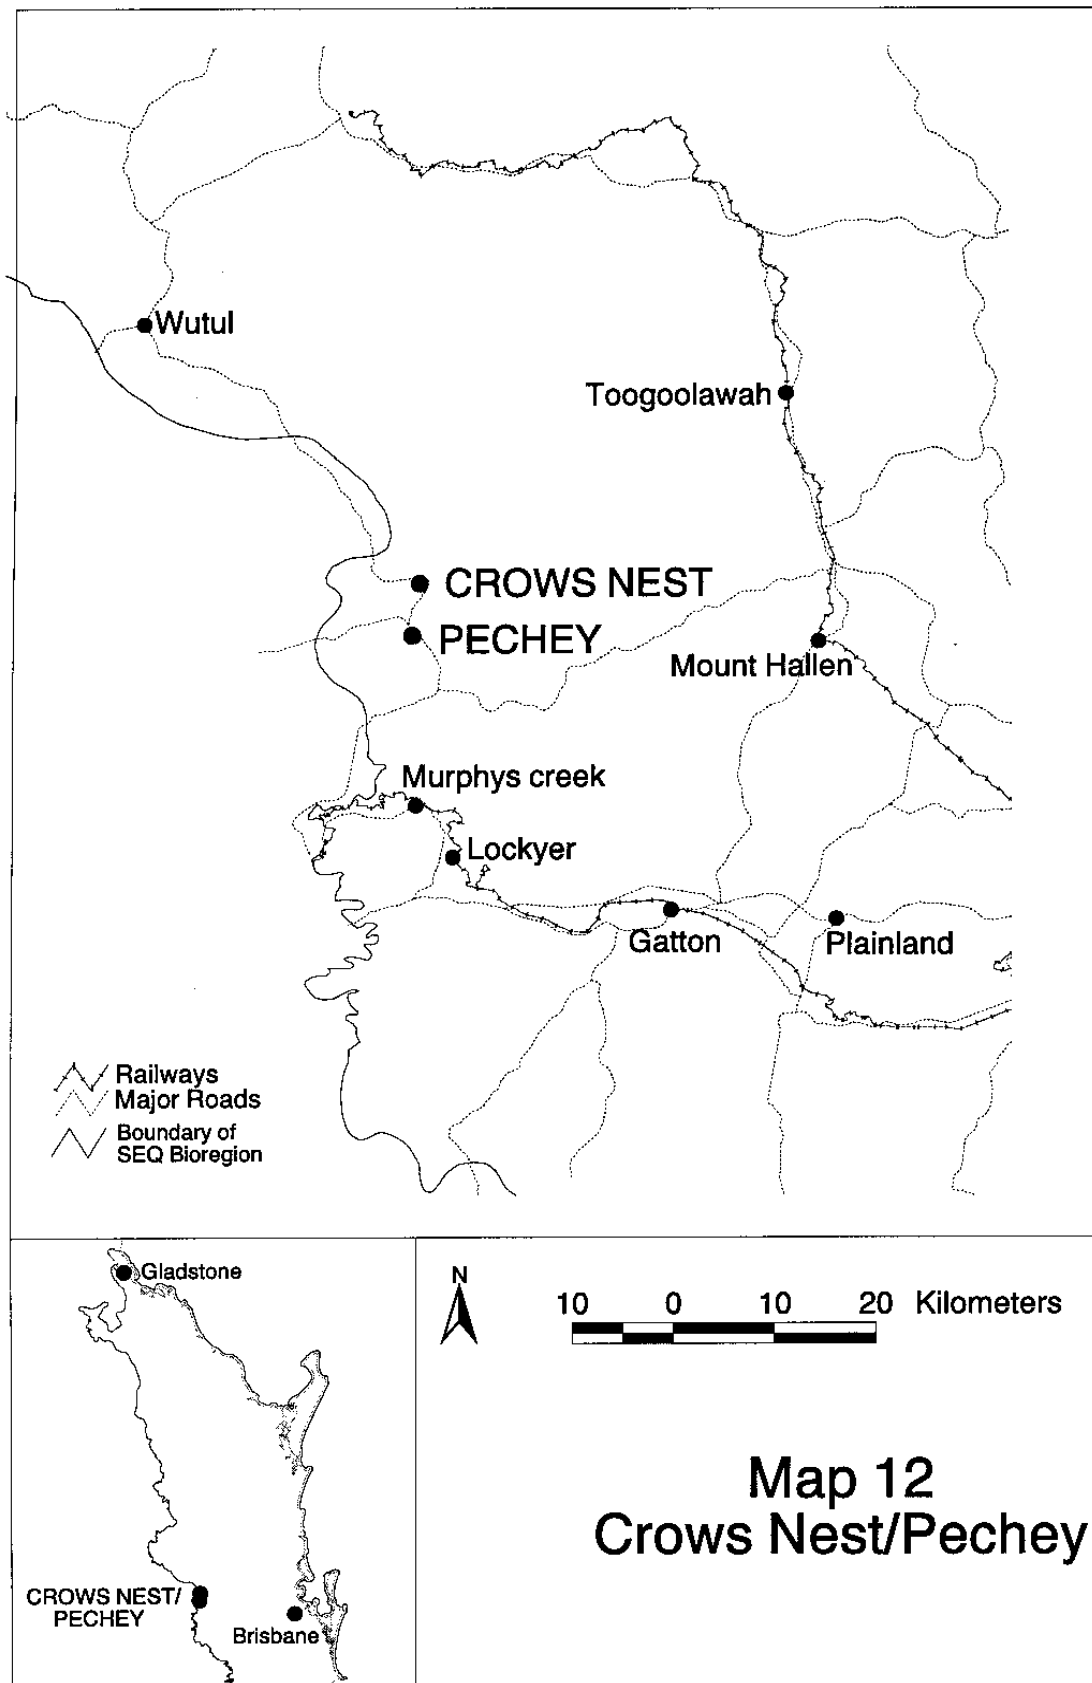 Wutul
Toogoolawah
CROWS NEST
PECHEY
Mount Hallen
Murphys creek
Lockyer
Gatton
Plainland
Railways
Major Roads
Boundary of
SEQ Bioregion
Gladstone
CROWS NEST/
PECHEY
Brisbane
N
10 0 10 20 Kilometers
Map 12
Crows Nest/Pechey